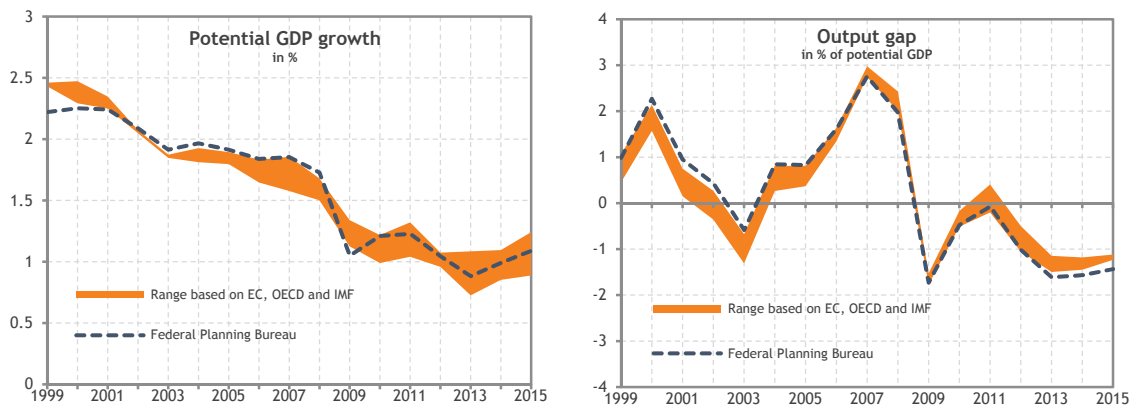 Potential GDP growth
in %
3
2.5
2
1.5
1
0.5
0
Range based on EC, OECD and IMF
Federal Planning Bureau
1999 2001 2003 2005 2007 2009 2011 2013 2015
Output gap
in % of potential GDP
4
3
2
1
0
-1
-2
-3
-4
Range based on EC, OECD and IMF
Federal Planning Bureau
1999 2001 2003 2005 2007 2009 2011 2013 2015